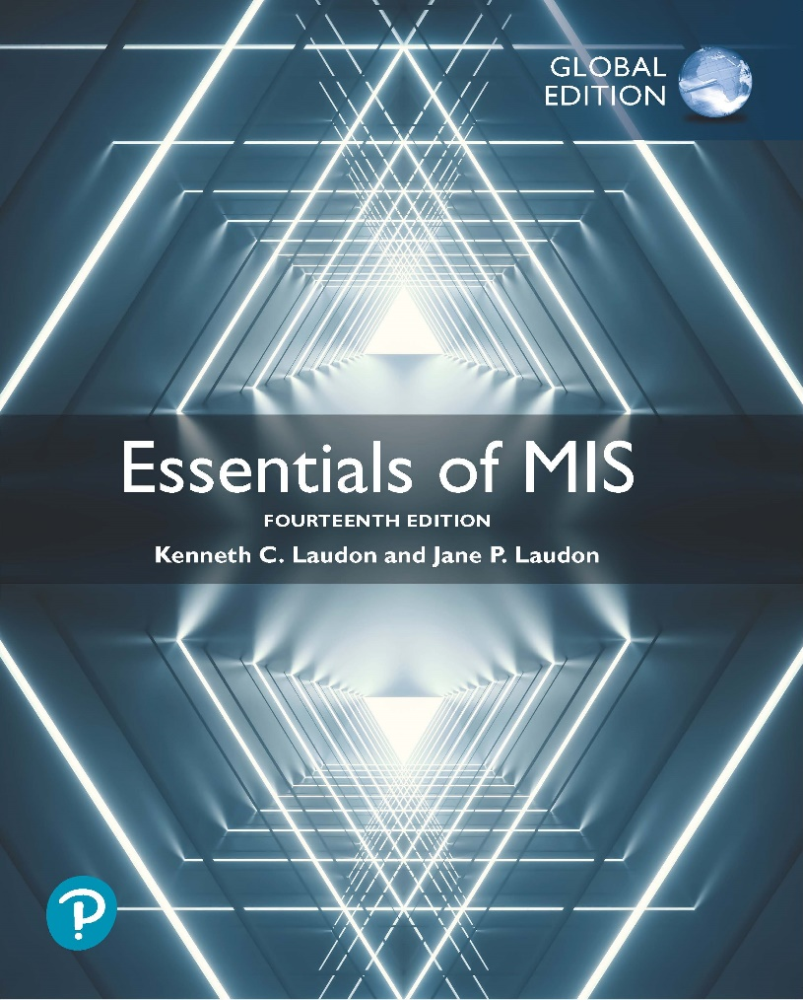 GLOBAL
EDITION
Essentials of MIS
FOURTEENTH EDITION
Kenneth C. Laudon and Jane P. Laudon
P